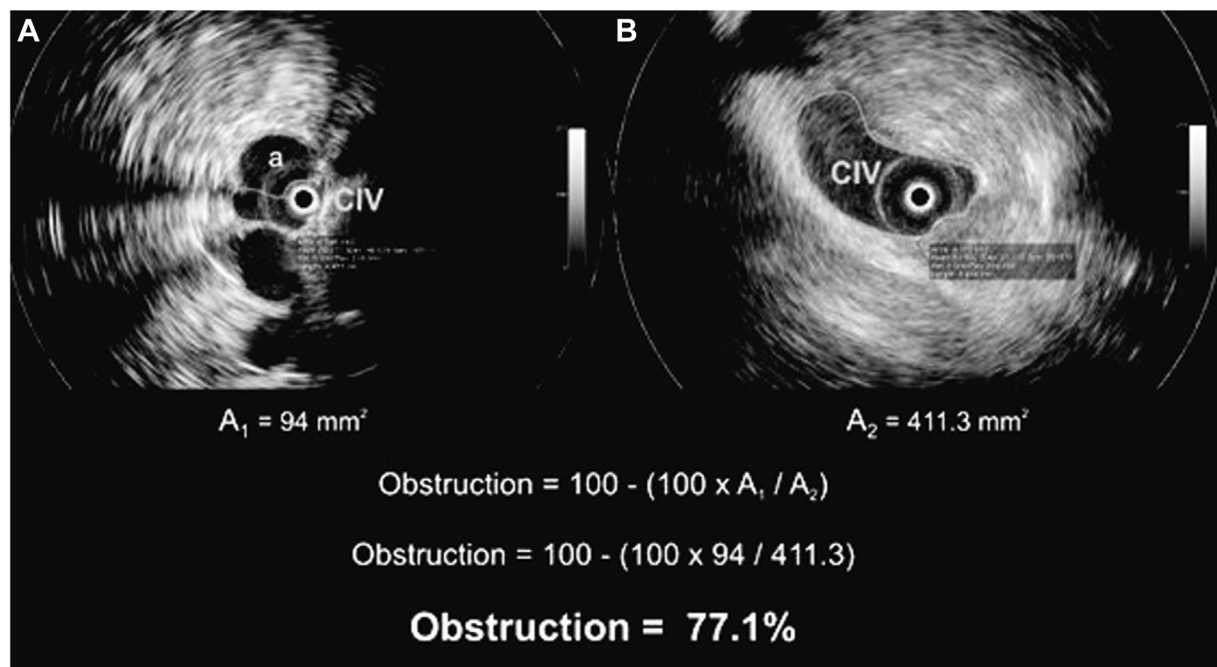 A
B
a
CIV
CIV
A₁ = 94 mm²
A₂ = 411.3 mm²
Obstruction = 100 - (100 x A₁ / A₂)
Obstruction = 100 - (100 x 94 / 411.3)
Obstruction = 77.1%